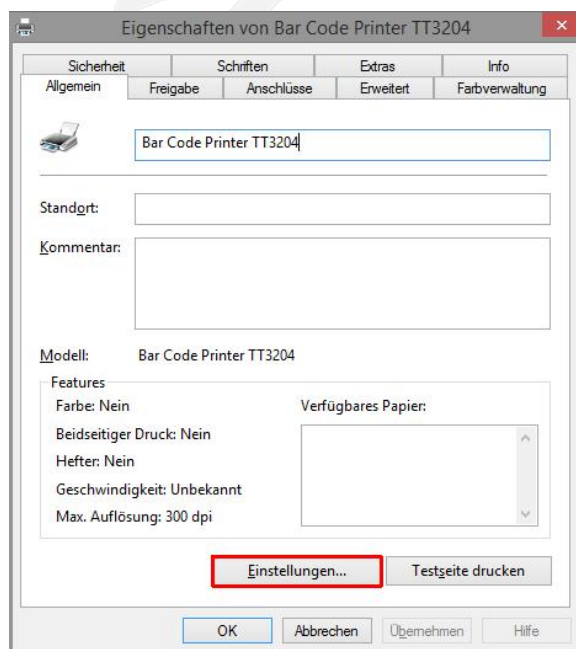 Eigenschaften von Bar Code Printer TT3204
Sicherheit Schriften Extras Info
Allgemein Freigabe Anschlüsse Erweitert Farbverwaltung
Bar Code Printer TT3204
Standort:
Kommentar:
Modell: Bar Code Printer TT3204
Features
Farbe: Nein Verfügbares Papier:
Beidseitiger Druck: Nein
Hefter: Nein
Geschwindigkeit: Unbekannt
Max. Auflösung: 300 dpi
Einstellungen... Testseite drucken
OK Abbrechen Übernehmen Hilfe